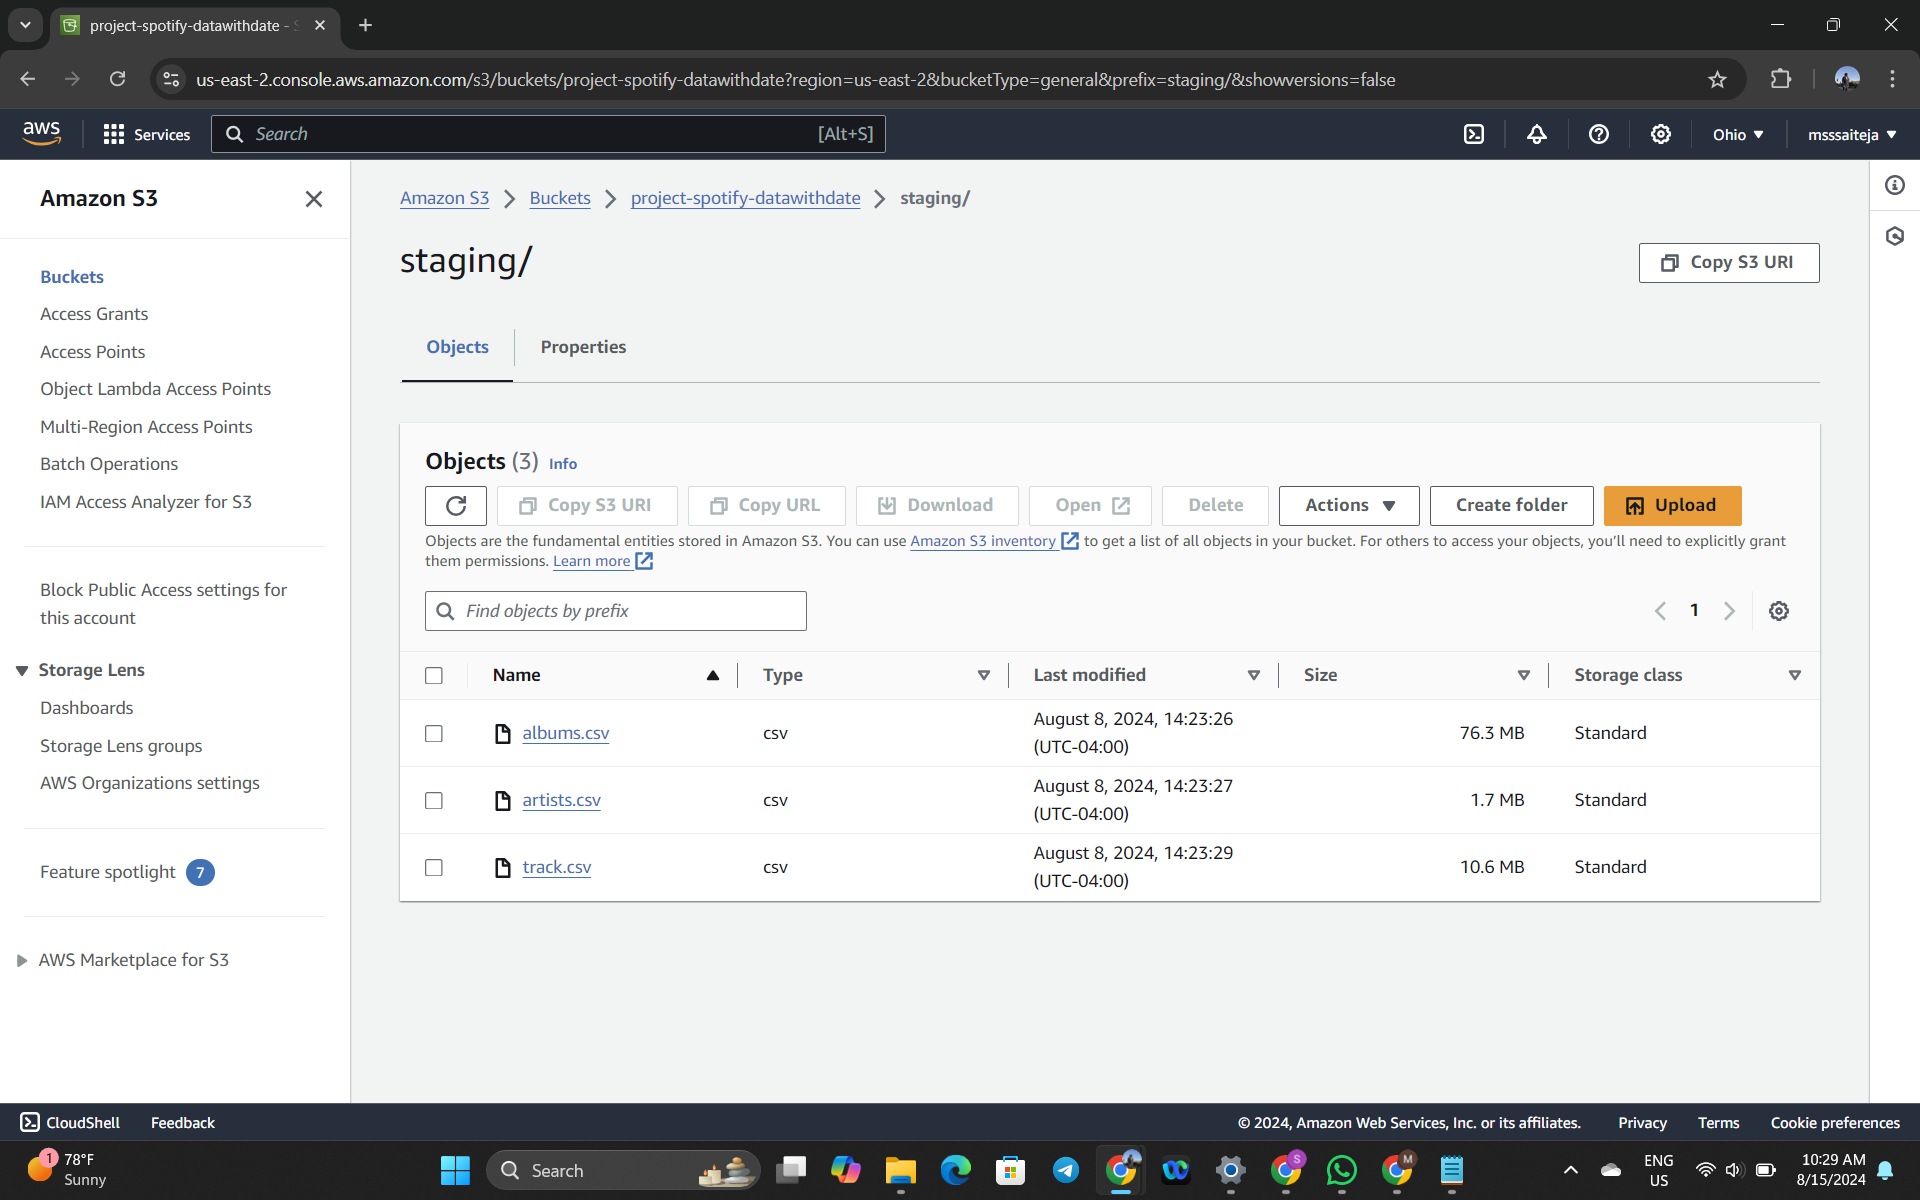 project-spotify-datawithdate - S
us-east-2.console.aws.amazon.com/s3/buckets/project-spotify-datawithdate?region=us-east-2&bucketType=general&prefix=staging/&showversions=false
aws
Services
Search
[Alt+S]
Ohio
msssaiteja
Amazon S3
Buckets
Access Grants
Access Points
Object Lambda Access Points
Multi-Region Access Points
Batch Operations
IAM Access Analyzer for S3
Block Public Access settings for
this account
Storage Lens
Dashboards
Storage Lens groups
AWS Organizations settings
Feature spotlight 7
AWS Marketplace for S3
Amazon S3 Buckets project-spotify-datawithdate staging/
staging/
Copy S3 URI
Objects Properties
Objects (3) Info
Copy S3 URI Copy URL Download Open Delete Actions Create folder Upload
Objects are the fundamental entities stored in Amazon S3. You can use Amazon S3 inventory to get a list of all objects in your bucket. For others to access your objects, you’ll need to explicitly grant
them permissions. Learn more
Find objects by prefix
1
Name Type Last modified Size Storage class
albums.csv csv August 8, 2024, 14:23:26 (UTC-04:00) 76.3 MB Standard
artists.csv csv August 8, 2024, 14:23:27 (UTC-04:00) 1.7 MB Standard
track.csv csv August 8, 2024, 14:23:29 (UTC-04:00) 10.6 MB Standard
CloudShell Feedback
© 2024, Amazon Web Services, Inc. or its affiliates. Privacy Terms Cookie preferences
1
78°F
Sunny
Search
S
M
ENG
US
10:29 AM
8/15/2024